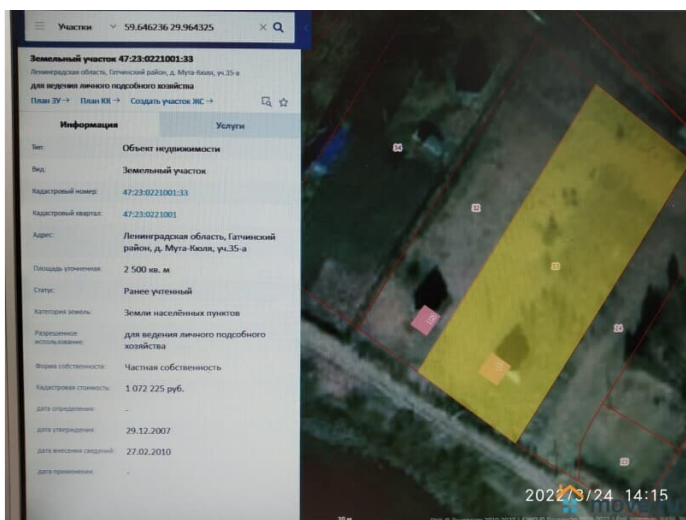 Участки
59.646236 29.964325
Земельный участок 47:23:0221001:33
Ленинградская область, Гатчинский район, д. Мута-Кюля, уч.35-а
для ведения личного подсобного хозяйства
План ЗУ → План КК → Создать участок ЖС →
Информация
Услуги
Тип:
Объект недвижимости
Вид:
Земельный участок
Кадастровый номер:
47:23:0221001:33
Кадастровый квартал:
47:23:0221001
Адрес:
Ленинградская область, Гатчинский
район, д. Мута-Кюля, уч.35-а
Площадь уточненная:
2 500 кв. м
Статус:
Ранее учтенный
Категория земель:
Земли населённых пунктов
Разрешенное
использование:
для ведения личного подсобного
хозяйства
Форма собственности:
Частная собственность
Кадастровая стоимость:
1 072 225 руб.
дата определения:
-
дата утверждения:
29.12.2007
дата внесения сведений:
27.02.2010
дата применения:
-
34
33
24
2022/3/24 14:15
20 м